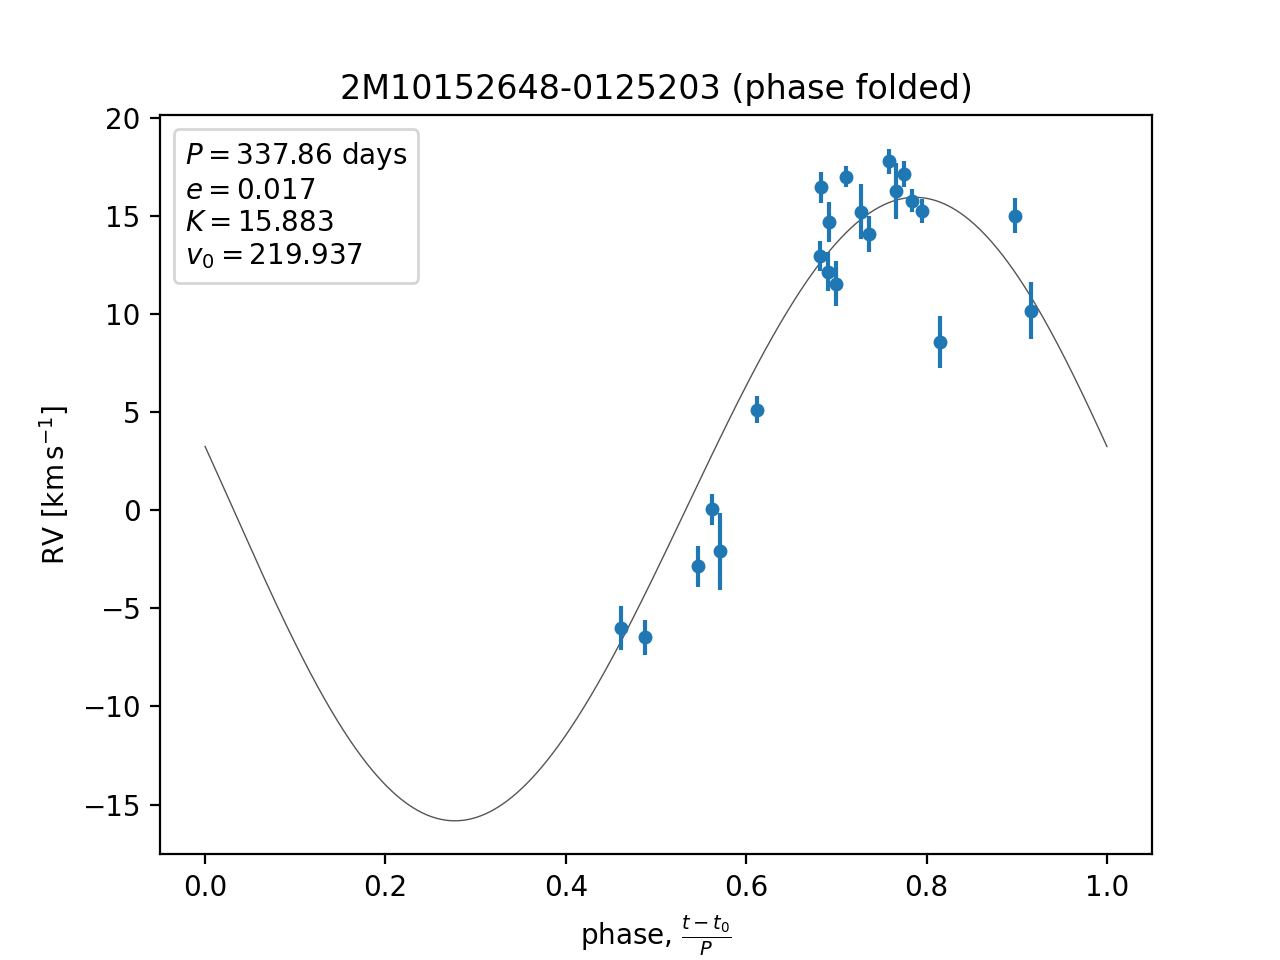 2M10152648-0125203 (phase folded)
P = 337.86 days
e = 0.017
K = 15.883
v₀ = 219.937
20
15
10
5
0
−5
−10
−15
RV [km s⁻¹]
0.0 0.2 0.4 0.6 0.8 1.0
phase, (t − t₀)/P